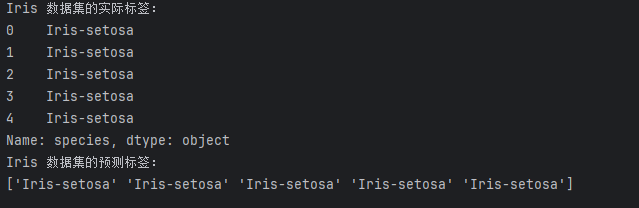 Iris 数据集的实际标签:
0    Iris-setosa
1    Iris-setosa
2    Iris-setosa
3    Iris-setosa
4    Iris-setosa
Name: species, dtype: object
Iris 数据集的预测标签:
['Iris-setosa' 'Iris-setosa' 'Iris-setosa' 'Iris-setosa' 'Iris-setosa']